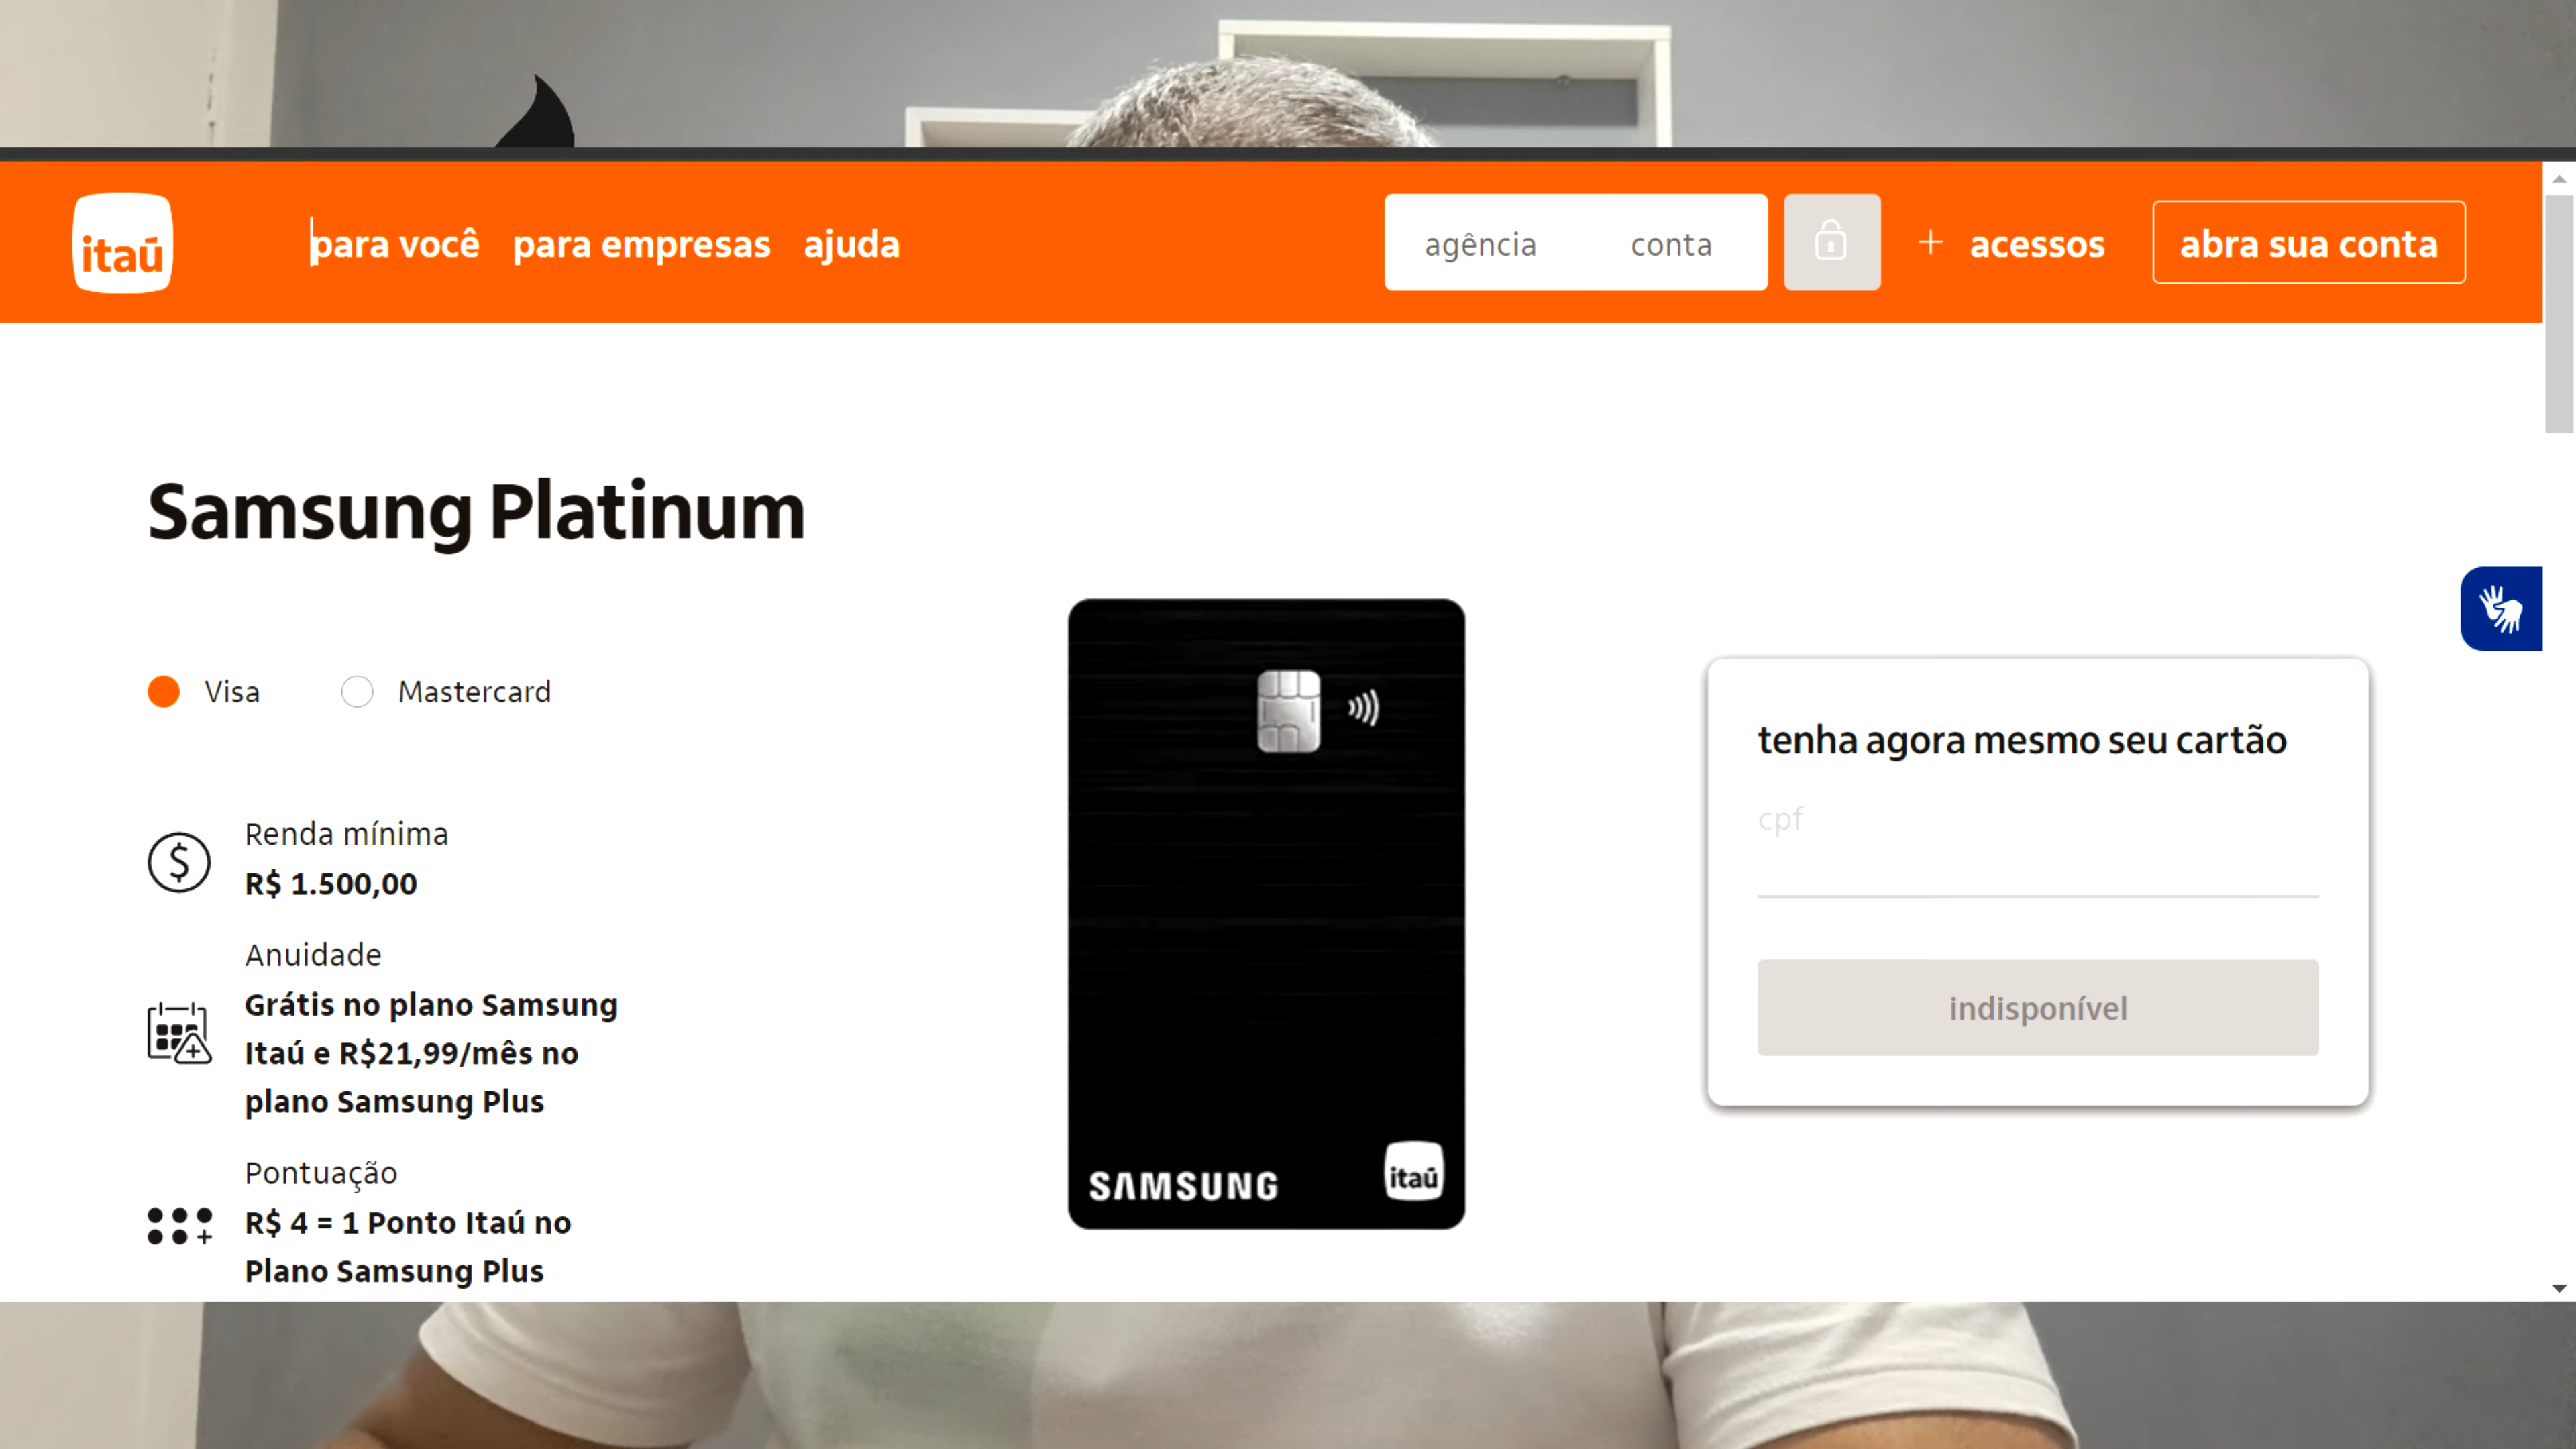 itaú
para você para empresas ajuda
agência conta
+ acessos
abra sua conta
Samsung Platinum
Visa Mastercard
Renda mínima
R$ 1.500,00
Anuidade
Grátis no plano Samsung
Itaú e R$21,99/mês no
plano Samsung Plus
Pontuação
R$ 4 = 1 Ponto Itaú no
Plano Samsung Plus
SAMSUNG
itaú
tenha agora mesmo seu cartão
cpf
indisponível